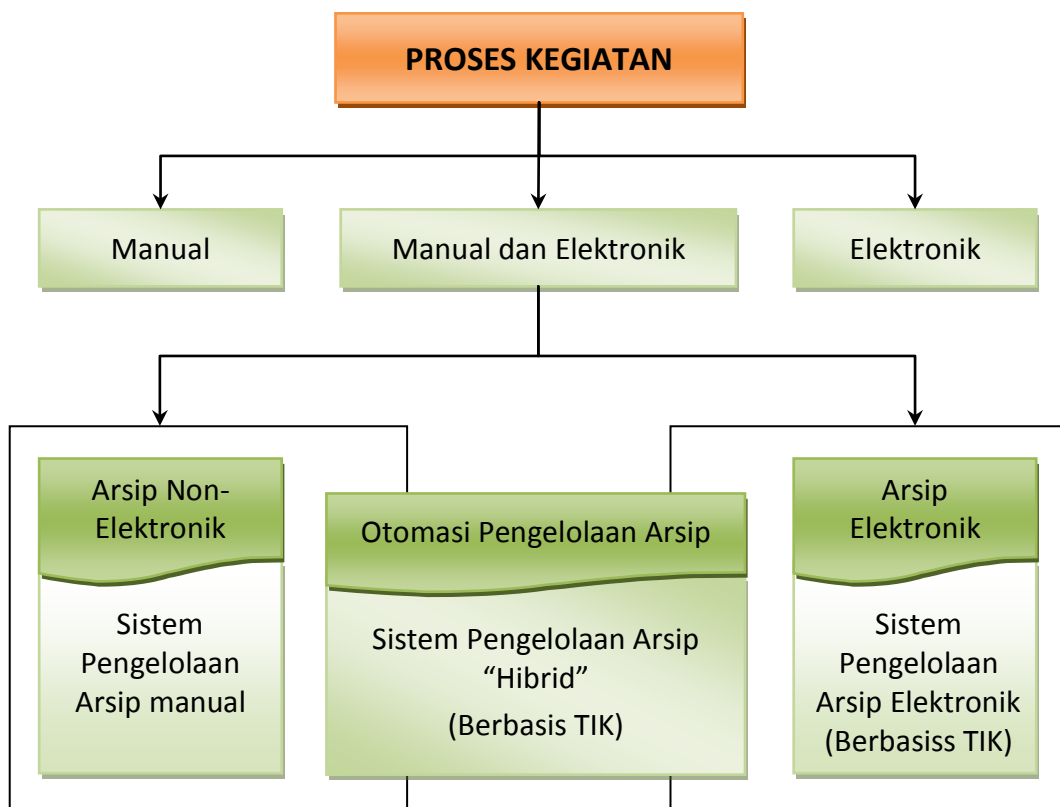 PROSES KEGIATAN
Manual
Manual dan Elektronik
Elektronik
Arsip Non-
Elektronik
Sistem
Pengelolaan
Arsip manual
Otomasi Pengelolaan Arsip
Sistem Pengelolaan Arsip
“Hibrid”
(Berbasis TIK)
Arsip
Elektronik
Sistem
Pengelolaan
Arsip Elektronik
(Berbasiss TIK)